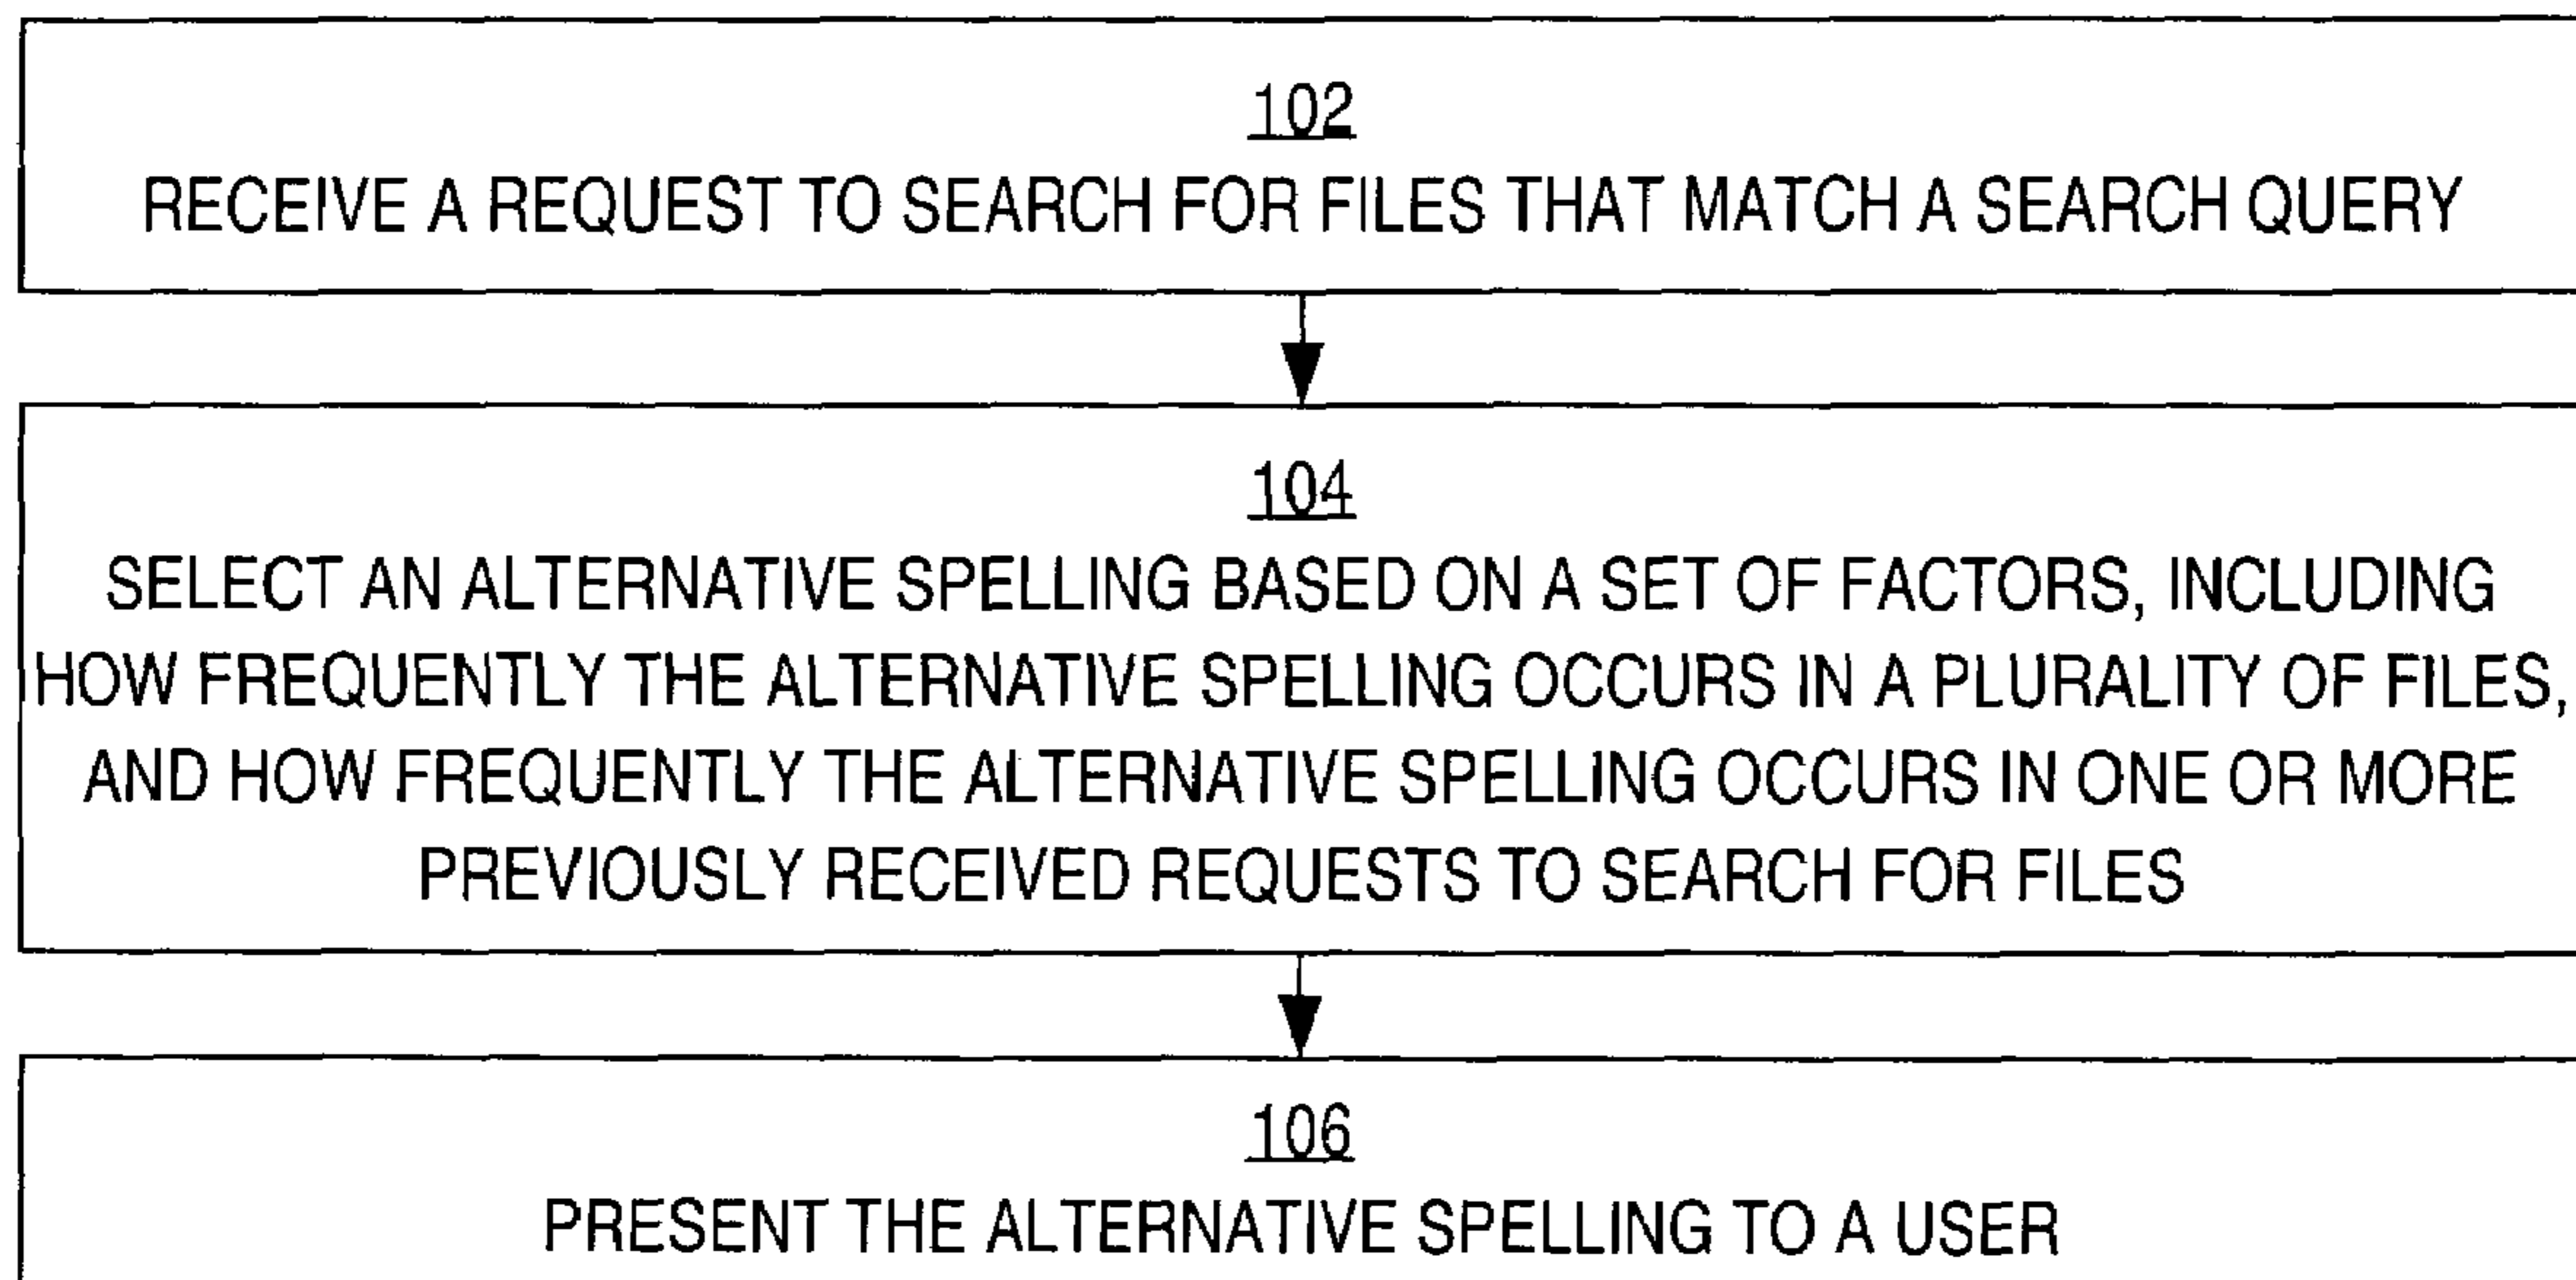 102
RECEIVE A REQUEST TO SEARCH FOR FILES THAT MATCH A SEARCH QUERY
104
SELECT AN ALTERNATIVE SPELLING BASED ON A SET OF FACTORS, INCLUDING
HOW FREQUENTLY THE ALTERNATIVE SPELLING OCCURS IN A PLURALITY OF FILES,
AND HOW FREQUENTLY THE ALTERNATIVE SPELLING OCCURS IN ONE OR MORE
PREVIOUSLY RECEIVED REQUESTS TO SEARCH FOR FILES
106
PRESENT THE ALTERNATIVE SPELLING TO A USER